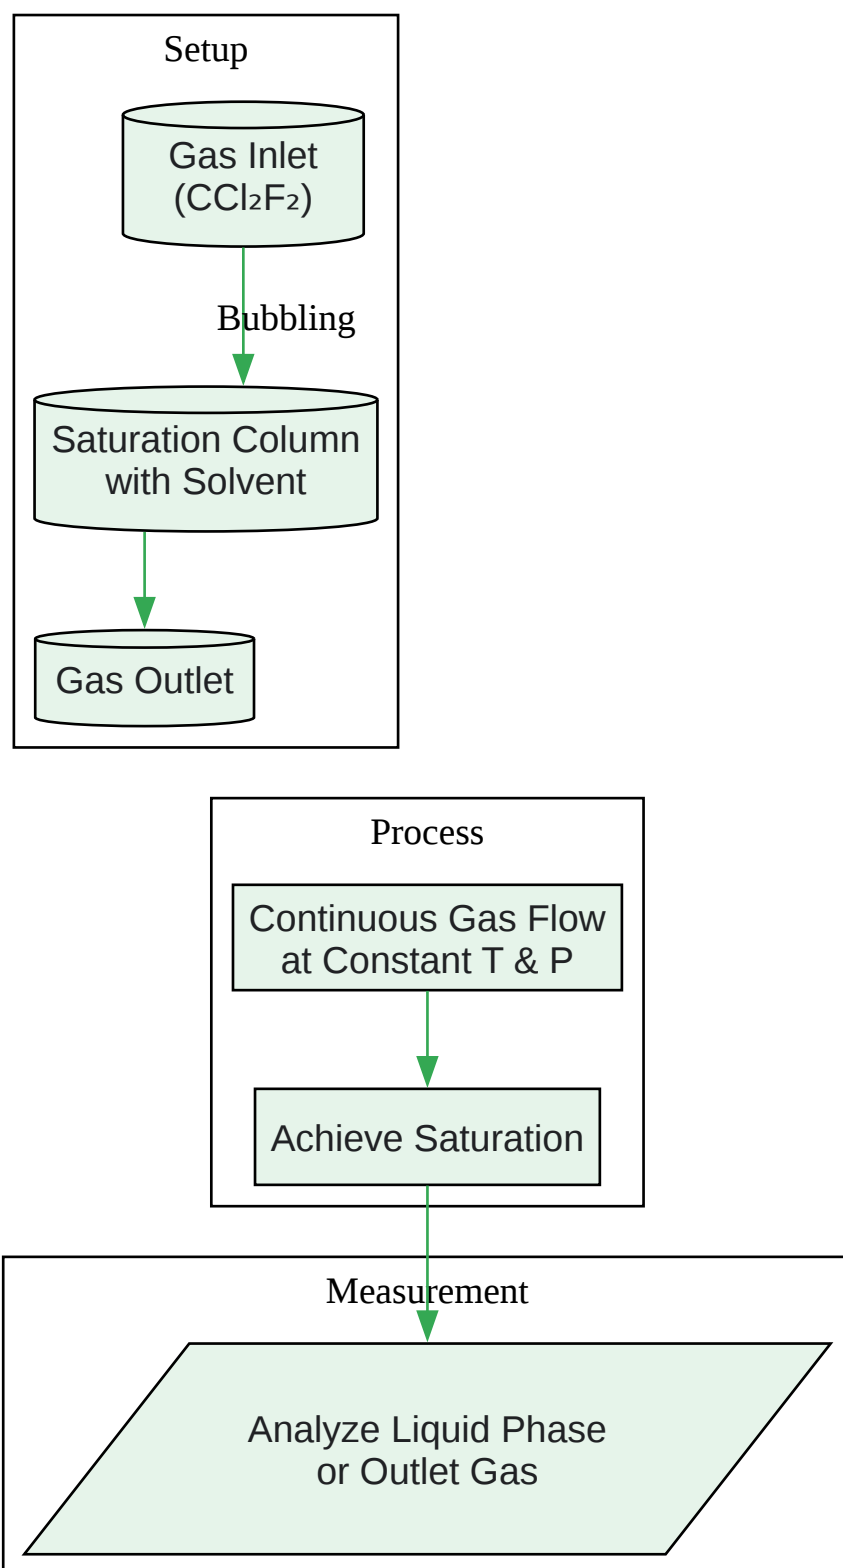 Setup
Gas Inlet
(CCl₂F₂)
Bubbling
Saturation Column
with Solvent
Gas Outlet
Process
Continuous Gas Flow
at Constant T & P
Achieve Saturation
Measurement
Analyze Liquid Phase
or Outlet Gas